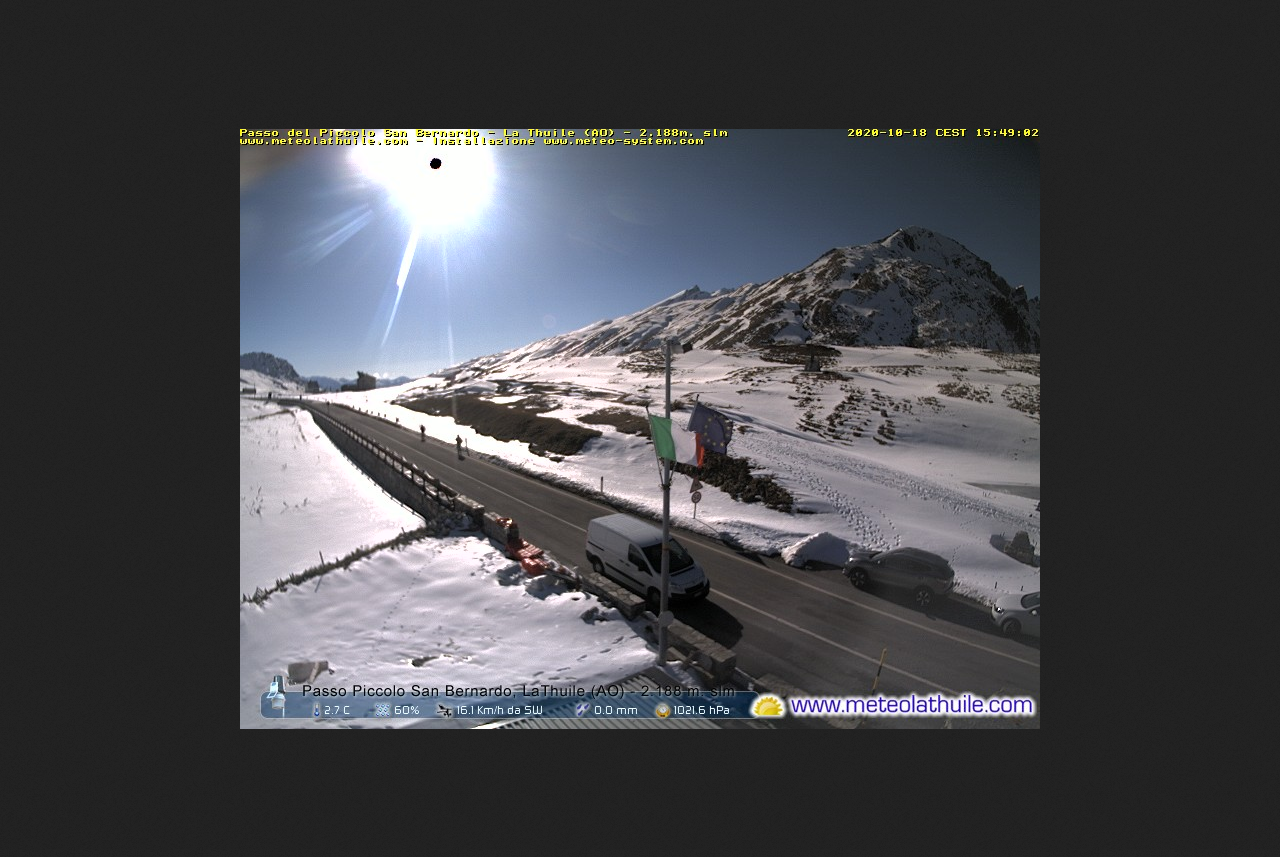 Passo del Piccolo San Bernardo - La Thuile (AO) - 2.188m. slm 2020-10-18 CEST 15:49:02
www.meteolathuile.com - Installazione www.meteo-system.com
Passo Piccolo San Bernardo, LaThuile (AO) - 2.188 m. slm
2.7 C 60% 16.1 Km/h da SW 0.0 mm 1021.6 hPa
www.meteolathuile.com